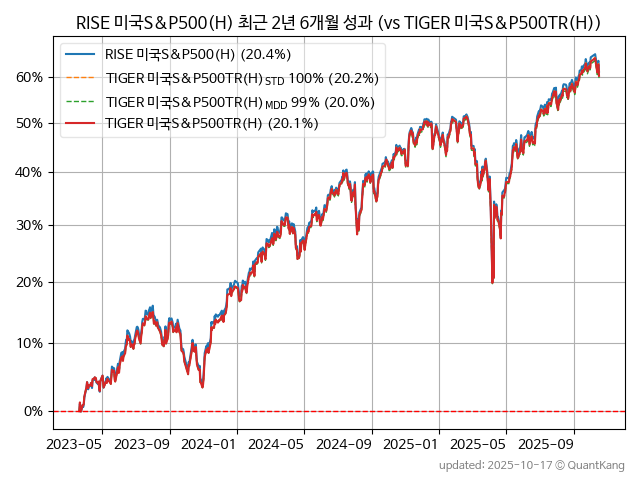 RISE 미국S&P500(H) 최근 2년 6개월 성과 (vs TIGER 미국S&P500TR(H))
RISE 미국S&P500(H) (20.4%)
TIGER 미국S&P500TR(H) STD 100% (20.2%)
TIGER 미국S&P500TR(H) MDD 99% (20.0%)
TIGER 미국S&P500TR(H) (20.1%)
60%
50%
40%
30%
20%
10%
0%
2023-05 2023-09 2024-01 2024-05 2024-09 2025-01 2025-05 2025-09
updated: 2025-10-17 © QuantKang